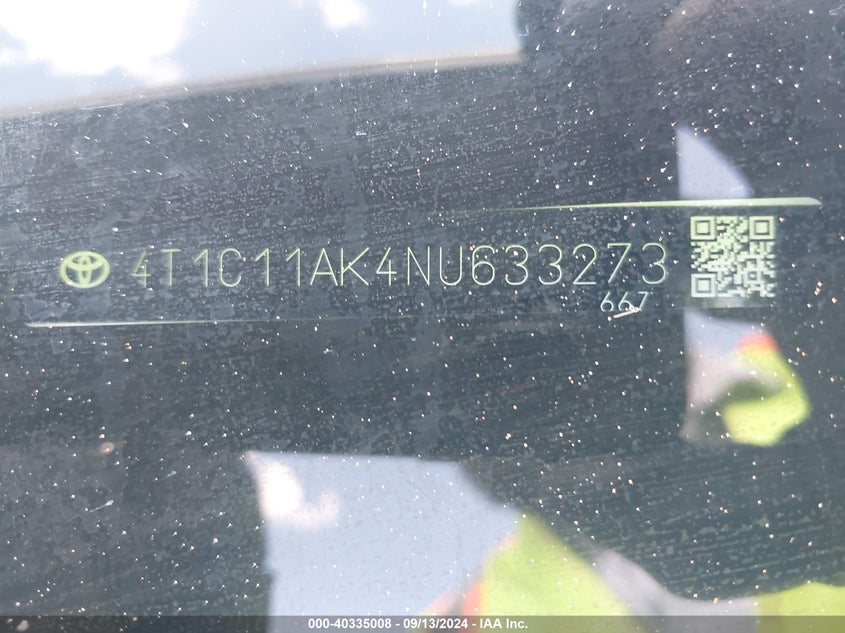 4T1C11AK4NU633273
667
000-40335008 - 09/13/2024 - IAA Inc.